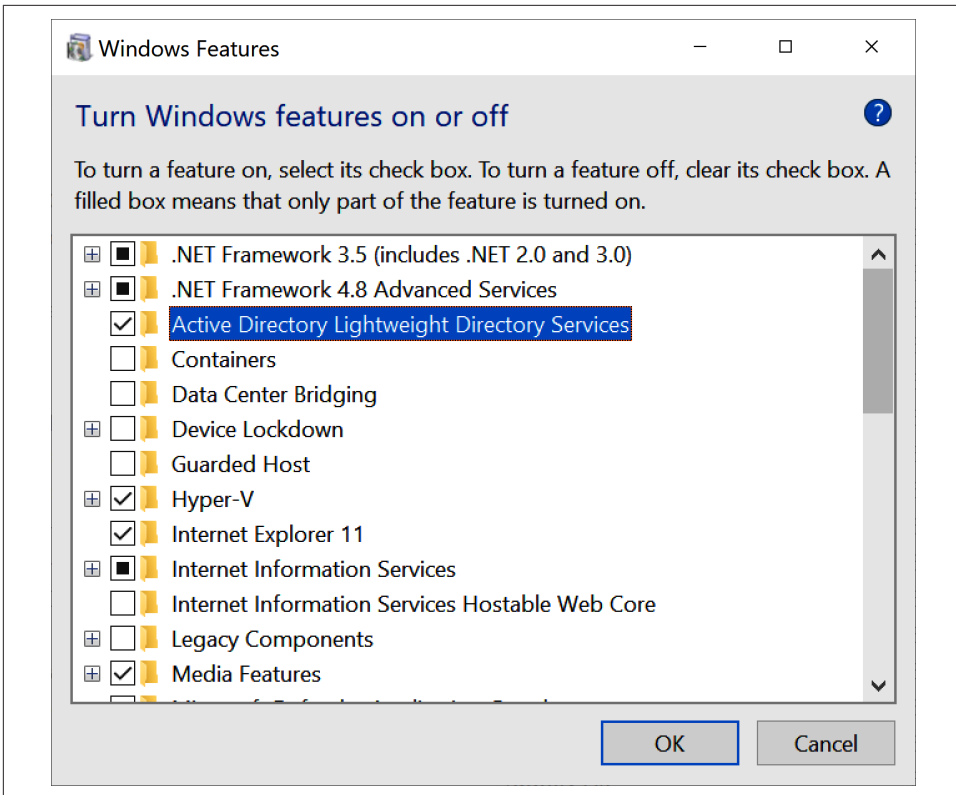 Windows Features
Turn Windows features on or off
?
To turn a feature on, select its check box. To turn a feature off, clear its check box. A
filled box means that only part of the feature is turned on.
.NET Framework 3.5 (includes .NET 2.0 and 3.0)
.NET Framework 4.8 Advanced Services
Active Directory Lightweight Directory Services
Containers
Data Center Bridging
Device Lockdown
Guarded Host
Hyper-V
Internet Explorer 11
Internet Information Services
Internet Information Services Hostable Web Core
Legacy Components
Media Features
OK Cancel